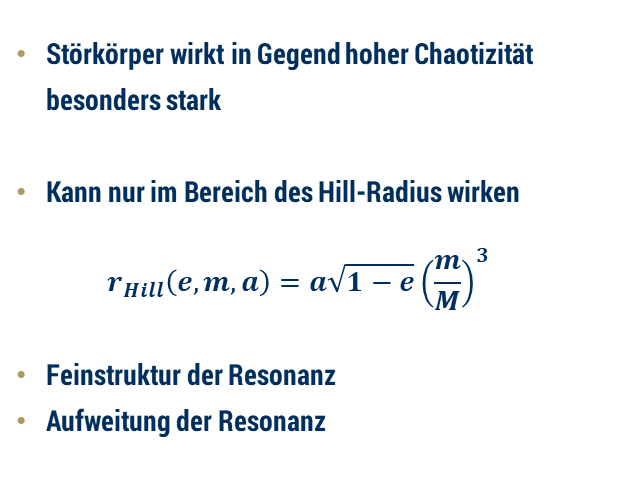 • Störkörper wirkt in Gegend hoher Chaotizität
besonders stark
• Kann nur im Bereich des Hill-Radius wirken
r_Hill(e, m, a) = a√(1 − e) (m/M)^3
• Feinstruktur der Resonanz
• Aufweitung der Resonanz